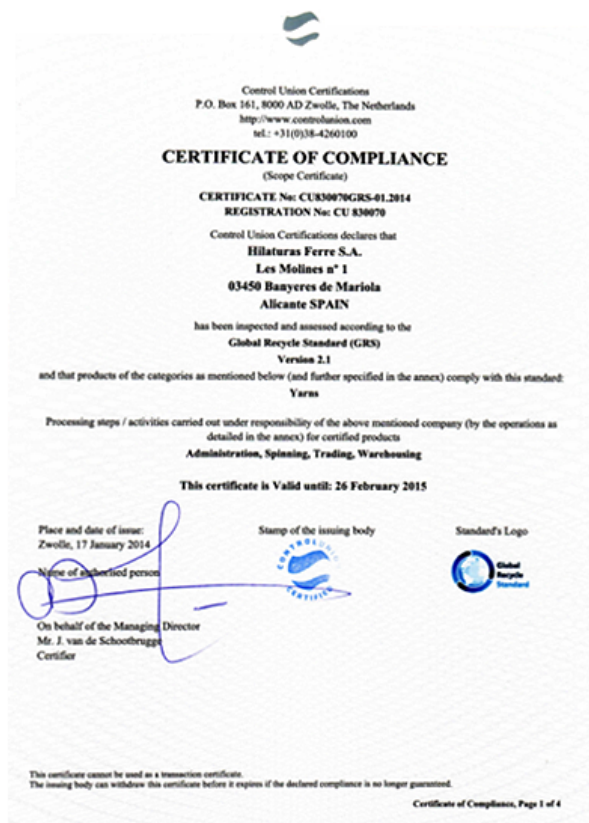 Control Union Certifications
P.O. Box 161, 8000 AD Zwolle, The Netherlands
http://www.controlunion.com
tel.: +31(0)38-4260100
CERTIFICATE OF COMPLIANCE
(Scope Certificate)
CERTIFICATE No: CU830070GRS-01.2014
REGISTRATION No: CU 830070
Control Union Certifications declares that
Hilaturas Ferre S.A.
Les Molines nº 1
03450 Banyeres de Mariola
Alicante SPAIN
has been inspected and assessed according to the
Global Recycle Standard (GRS)
Version 2.1
and that products of the categories as mentioned below (and further specified in the annex) comply with this standard:
Yarns
Processing steps / activities carried out under responsibility of the above mentioned company (by the operations as
detailed in the annex) for certified products
Administration, Spinning, Trading, Warehousing
This certificate is Valid until: 26 February 2015
Place and date of issue:
Zwolle, 17 January 2014
Name of authorised person
On behalf of the Managing Director
Mr. J. van de Schootbrugge
Certifier
Stamp of the issuing body
CONTROL
Standard's Logo
Global
Recycle
Standard
This certificate cannot be used as a transaction certificate.
The issuing body can withdraw this certificate before it expires if the declared compliance is no longer guaranteed.
Certificate of Compliance, Page 1 of 4